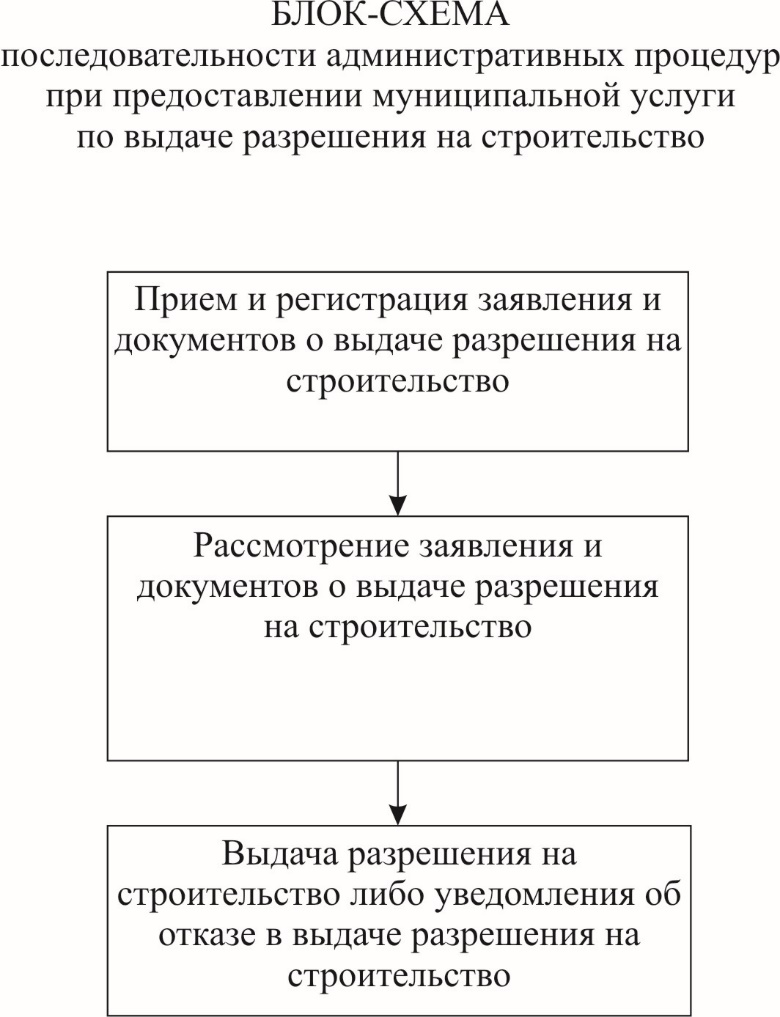 БЛОК-СХЕМА
последовательности административных процедур
при предоставлении муниципальной услуги
по выдаче разрешения на строительство
Прием и регистрация заявления и
документов о выдаче разрешения на
строительство
Рассмотрение заявления и
документов о выдаче разрешения
на строительство
Выдача разрешения на
строительство либо уведомления об
отказе в выдаче разрешения на
строительство